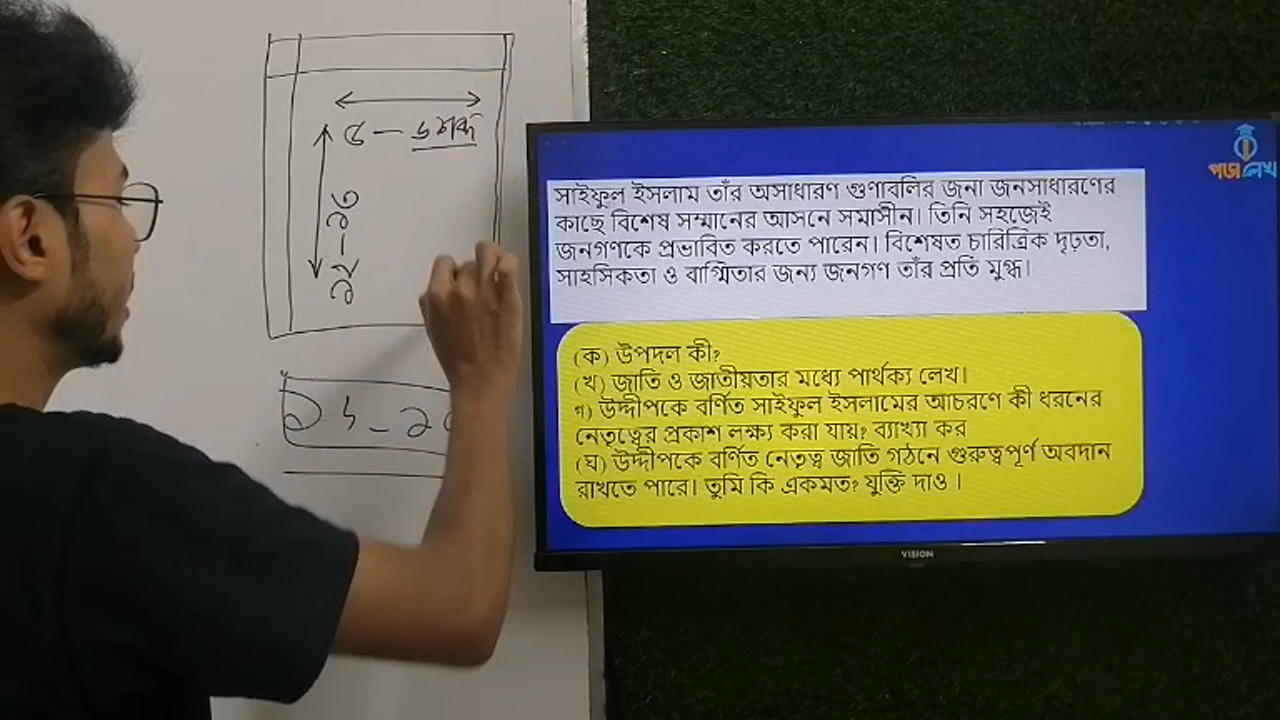 ৫ — ৬ শব্দ
১২ – ১৩
সাইফুল ইসলাম তাঁর অসাধারণ গুণাবলির জন্য জনসাধারণের
কাছে বিশেষ সম্মানের আসনে সমাসীন। তিনি সহজেই
জনগণকে প্রভাবিত করতে পারেন। বিশেষত চারিত্রিক দৃঢ়তা,
সাহসিকতা ও বাগ্মিতার জন্য জনগণ তাঁর প্রতি মুগ্ধ।
(ক) উপদল কী?
(খ) জাতি ও জাতীয়তার মধ্যে পার্থক্য লেখ।
গ) উদ্দীপকে বর্ণিত সাইফুল ইসলামের আচরণে কী ধরনের
নেতৃত্বের প্রকাশ লক্ষ্য করা যায়? ব্যাখ্যা কর
(ঘ) উদ্দীপকে বর্ণিত নেতৃত্ব জাতি গঠনে গুরুত্বপূর্ণ অবদান
রাখতে পারে। তুমি কি একমত? যুক্তি দাও ।
VISION